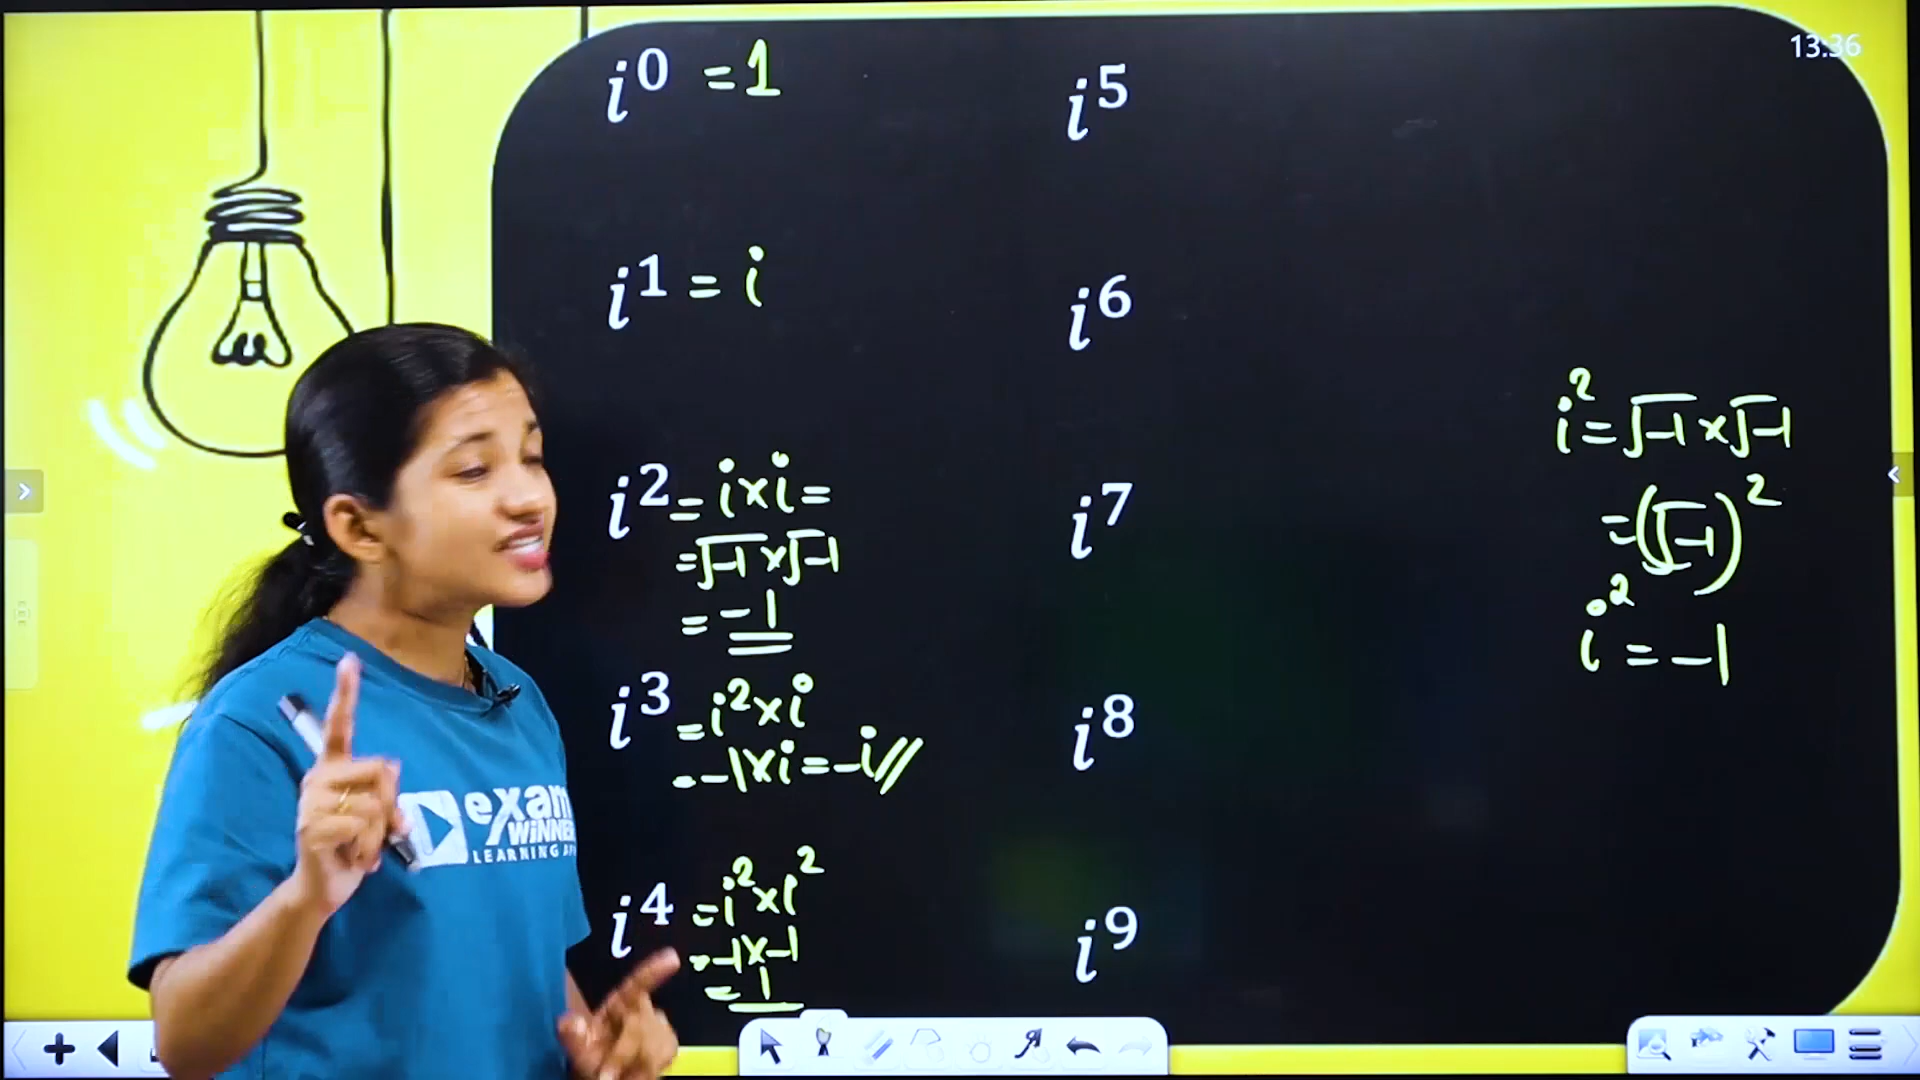 13:36
i⁰ = 1
i¹ = i
i² = i×i =
= √-1 × √-1
= -1
i³ = i²×i
= -1×i = -i//
i⁴ = i²×i²
= -1×-1
= 1
i⁵
i⁶
i⁷
i⁸
i⁹
i² = √-1 × √-1
= (√-1)²
i² = -1
exam
WiNNER
LEARNING